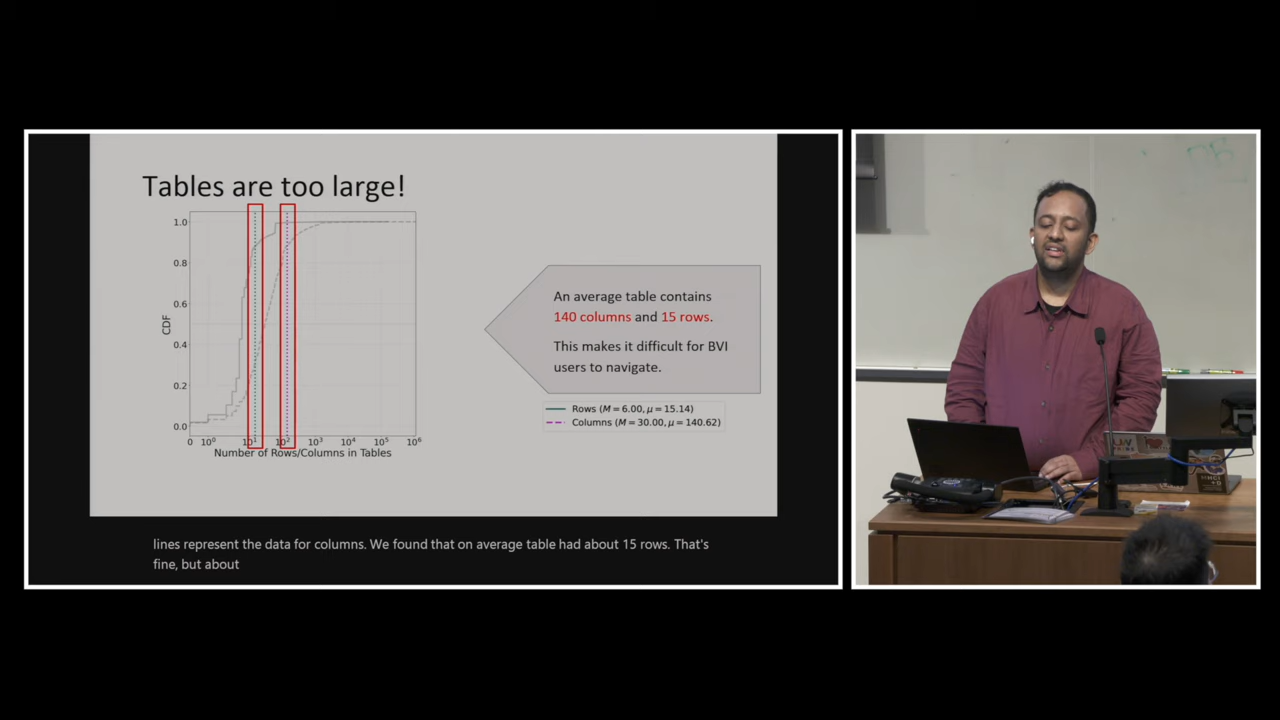 Tables are too large!
1.0
0.8
0.6
0.4
0.2
0.0
CDF
0 10⁰ 10¹ 10² 10³ 10⁴ 10⁵ 10⁶
Number of Rows/Columns in Tables
An average table contains
140 columns and 15 rows.
This makes it difficult for BVI
users to navigate.
Rows (M = 6.00, μ = 15.14)
Columns (M = 30.00, μ = 140.62)
lines represent the data for columns. We found that on average table had about 15 rows. That's
fine, but about